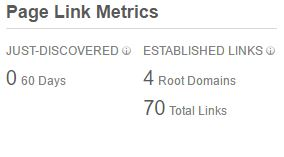 Page Link Metrics
JUST-DISCOVERED ESTABLISHED LINKS
0 60 Days
4 Root Domains
70 Total Links